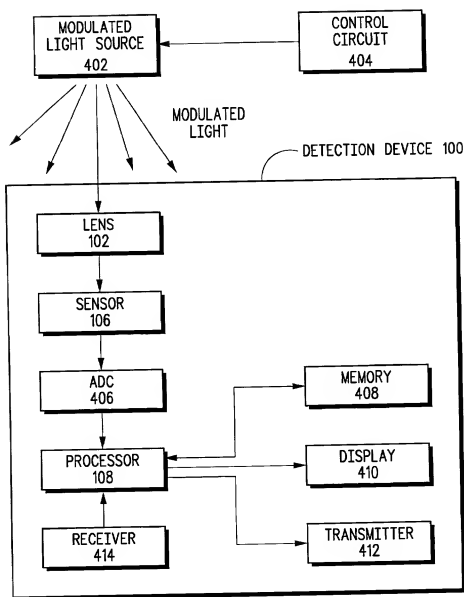 MODULATED
LIGHT SOURCE
402
CONTROL
CIRCUIT
404
MODULATED
LIGHT
DETECTION DEVICE 100
LENS
102
SENSOR
106
ADC
406
MEMORY
408
PROCESSOR
108
DISPLAY
410
RECEIVER
414
TRANSMITTER
412